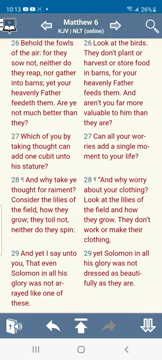 10:13
26%
Matthew 6
KJV | NLT (online)
26 Behold the fowls
of the air: for they
sow not, neither do
they reap, nor gather
into barns; yet your
heavenly Father
feedeth them. Are ye
not much better than
they?
27 Which of you by
taking thought can
add one cubit unto
his stature?
28 ¶ And why take ye
thought for raiment?
Consider the lilies of
the field, how they
grow; they toil not,
neither do they spin:
29 And yet I say unto
you, That even
Solomon in all his
glory was not
arrayed like one of
these.
26 Look at the birds.
They don't plant or
harvest or store food
in barns, for your
heavenly Father feeds
them. And aren't you far
more valuable to him
than they are?
27 Can all your worries
add a single moment
to your life?
28 ¶ "And why worry
about your clothing?
Look at the lilies of the
field and how they
grow. They don't work
or make their clothing,
29 yet Solomon in all
his glory was not
dressed as beautifully
as they are.